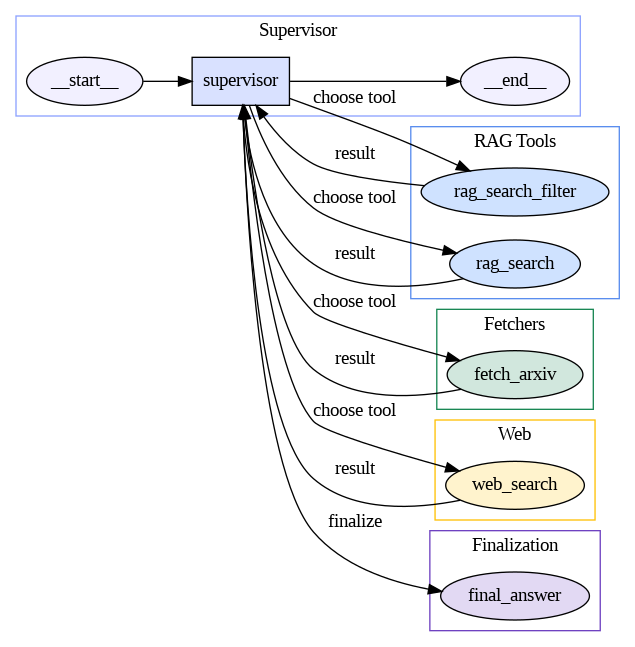 Supervisor
__start__
supervisor
__end__
choose tool
RAG Tools
result
rag_search_filter
choose tool
result
rag_search
choose tool
Fetchers
result
fetch_arxiv
choose tool
Web
result
web_search
finalize
Finalization
final_answer